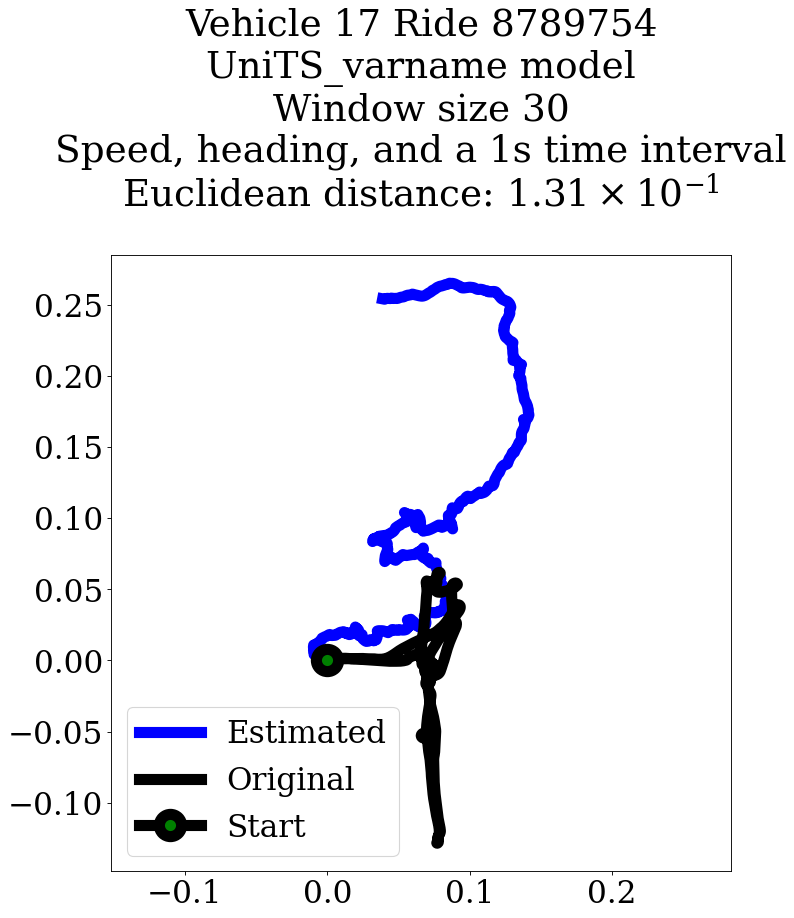 Vehicle 17 Ride 8789754
UniTS_varname model
Window size 30
Speed, heading, and a 1s time interval
Euclidean distance: 1.31 × 10⁻¹
0.25
0.20
0.15
0.10
0.05
0.00
−0.05
−0.10
Estimated
Original
Start
−0.1 0.0 0.1 0.2